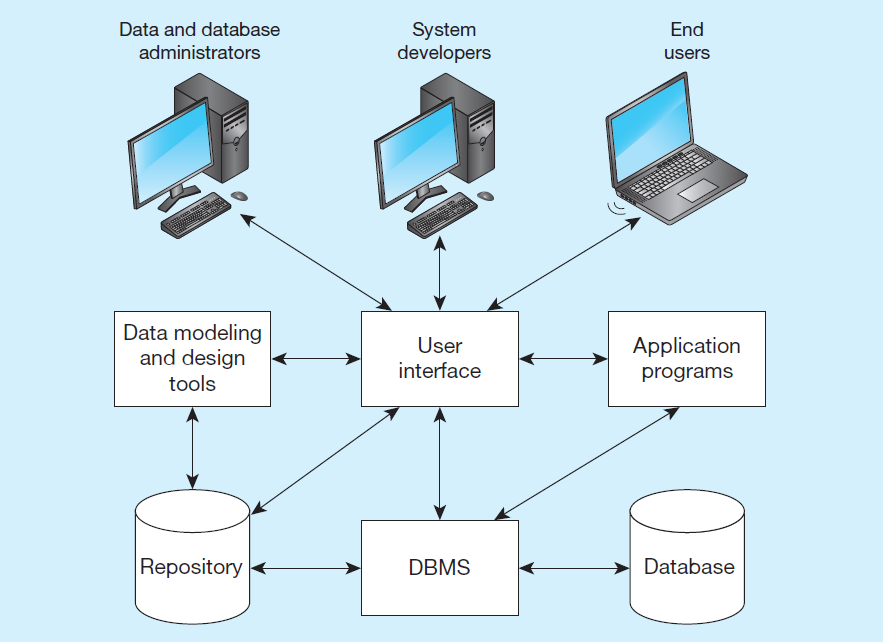 Data and database
administrators
System
developers
End
users
Data modeling
and design
tools
User
interface
Application
programs
Repository
DBMS
Database